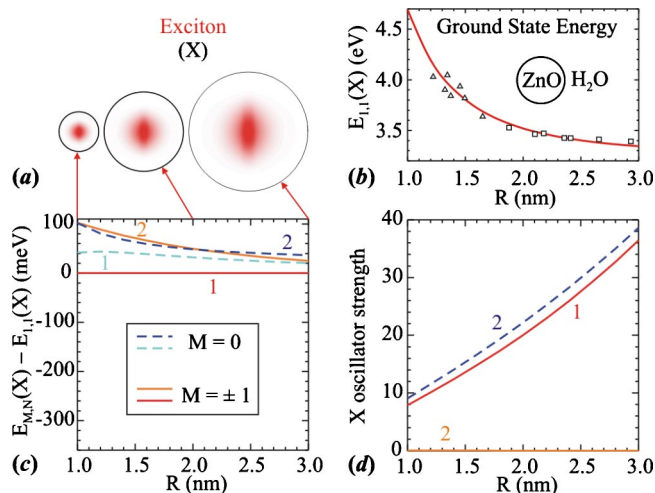 Exciton
(X)
(a)
Ground State Energy
ZnO H₂O
E₁,₁(X) (eV)
4.5
4.0
3.5
1.0 1.5 2.0 2.5 3.0
R (nm)
(b)
E_M,N(X) − E₁,₁(X) (meV)
100
0
-100
-200
-300
2
2
1
1
M = 0
M = ± 1
1.0 1.5 2.0 2.5 3.0
R (nm)
(c)
X oscillator strength
40
30
20
10
0
2
1
2
1.0 1.5 2.0 2.5 3.0
R (nm)
(d)